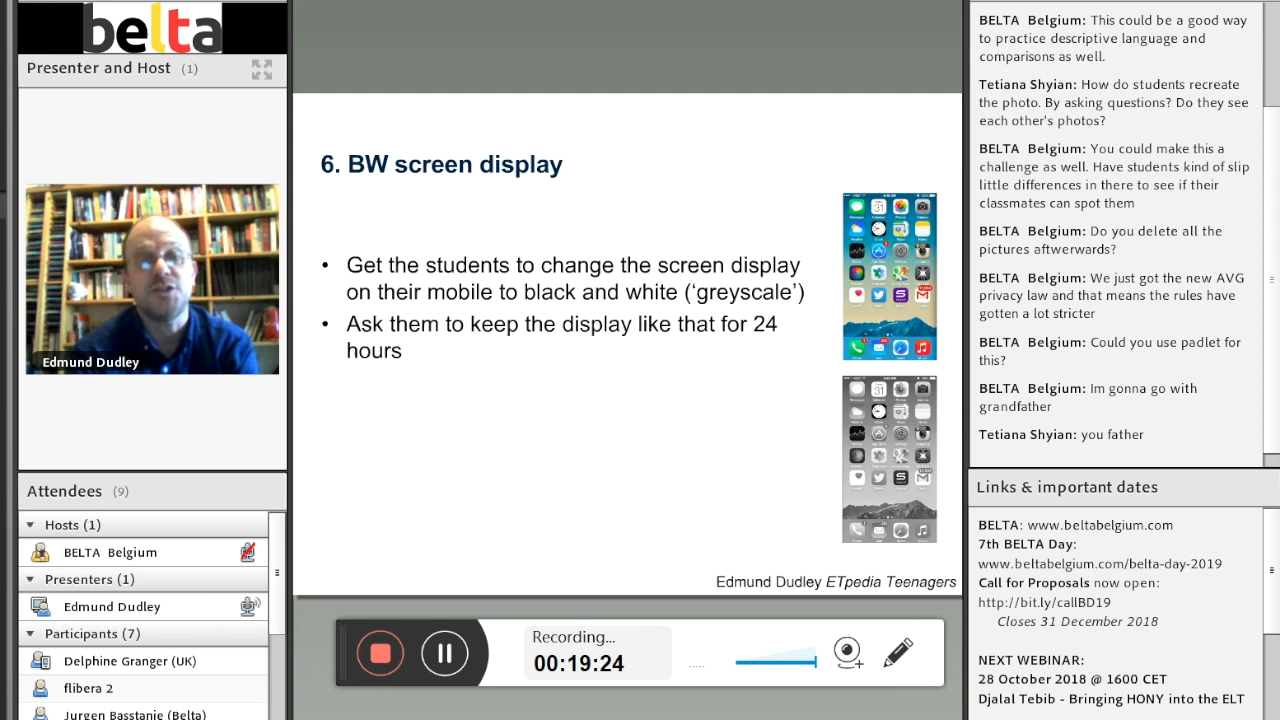 belta
Presenter and Host (1)
Edmund Dudley
Attendees (9)
Hosts (1)
BELTA Belgium
Presenters (1)
Edmund Dudley
Participants (7)
Delphine Granger (UK)
flibera 2
Jurgen Basstanie (Belta)
6. BW screen display
• Get the students to change the screen display
on their mobile to black and white (‘greyscale’)
• Ask them to keep the display like that for 24
hours
Edmund Dudley ETpedia Teenagers
Recording...
00:19:24
BELTA Belgium: This could be a good way
to practice descriptive language and
comparisons as well.
Tetiana Shyian: How do students recreate
the photo. By asking questions? Do they see
each other's photos?
BELTA Belgium: You could make this a
challenge as well. Have students kind of slip
little differences in there to see if their
classmates can spot them
BELTA Belgium: Do you delete all the
pictures aftwerwards?
BELTA Belgium: We just got the new AVG
privacy law and that means the rules have
gotten a lot stricter
BELTA Belgium: Could you use padlet for
this?
BELTA Belgium: Im gonna go with
grandfather
Tetiana Shyian: you father
Links & important dates
BELTA: www.beltabelgium.com
7th BELTA Day:
www.beltabelgium.com/belta-day-2019
Call for Proposals now open:
http://bit.ly/callBD19
Closes 31 December 2018
NEXT WEBINAR:
28 October 2018 @ 1600 CET
Djalal Tebib - Bringing HONY into the ELT